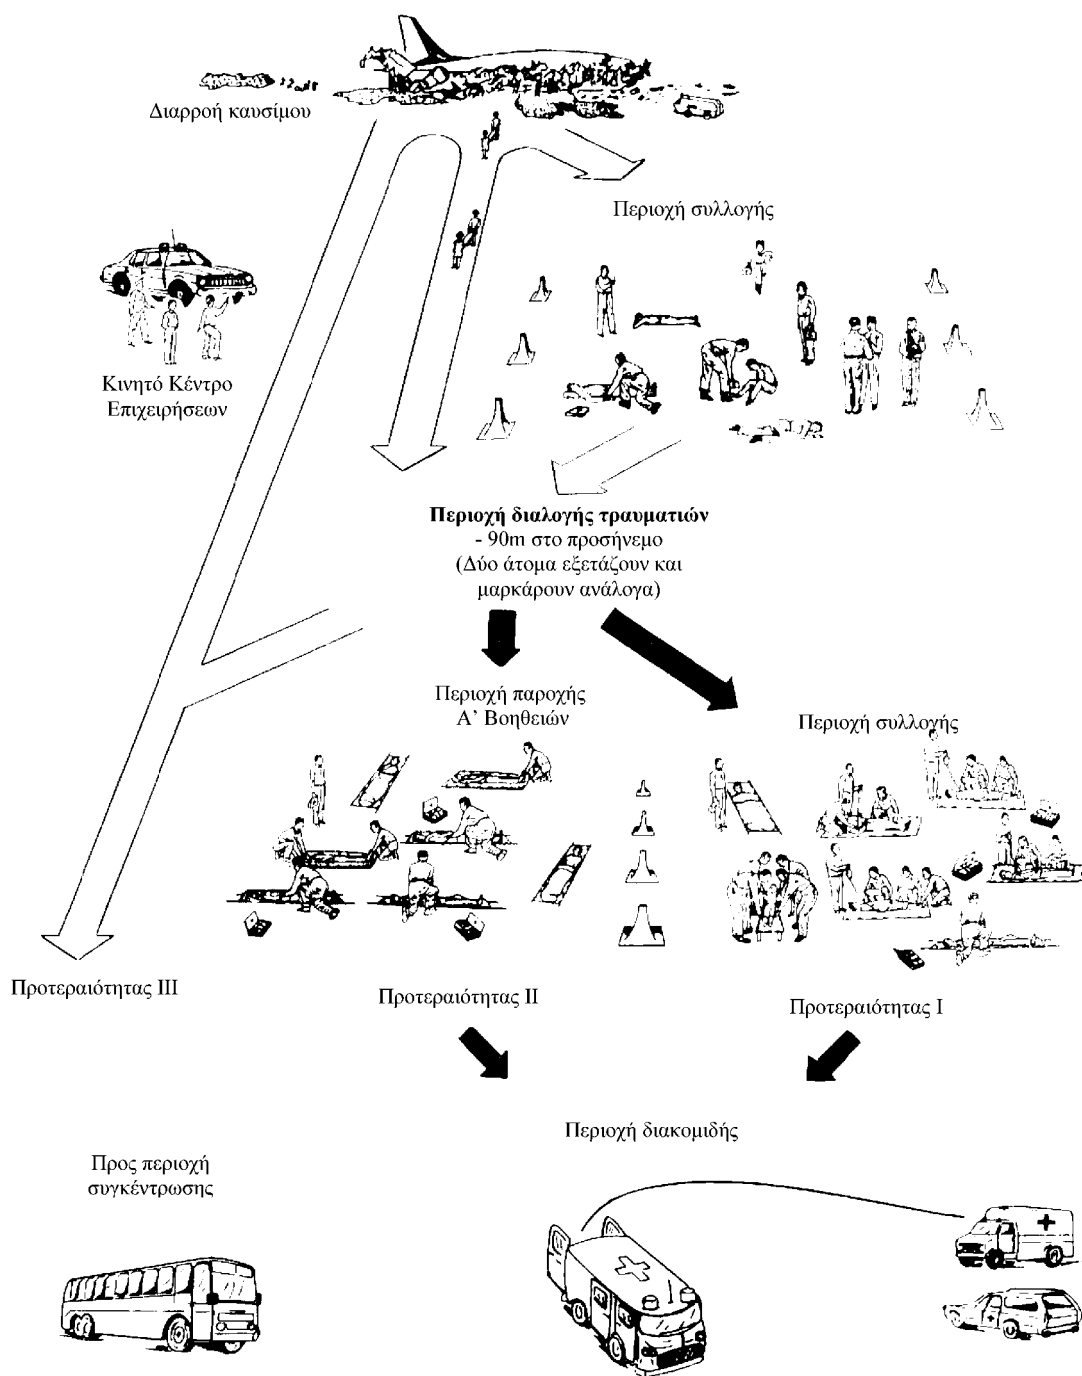 Διαρροή καυσίμου
Περιοχή συλλογής
Κινητό Κέντρο
Επιχειρήσεων
Περιοχή διαλογής τραυματιών
- 90m στο προσήνεμο
(Δύο άτομα εξετάζουν και
μαρκάρουν ανάλογα)
Περιοχή παροχής
Α' Βοηθειών
Περιοχή συλλογής
Προτεραιότητας III
Προτεραιότητας II
Προτεραιότητας I
Περιοχή διακομιδής
Προς περιοχή
συγκέντρωσης